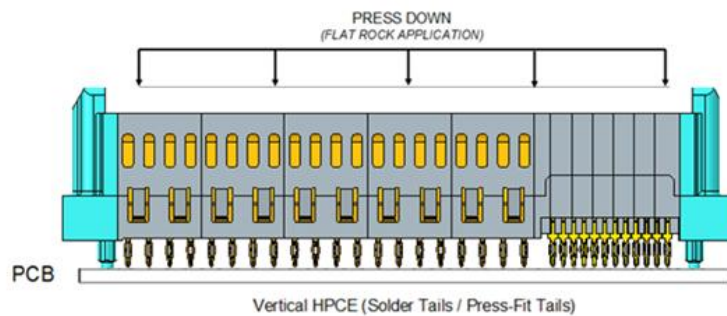 PRESS DOWN
(FLAT ROCK APPLICATION)
PCB
Vertical HPCE (Solder Tails / Press-Fit Tails)